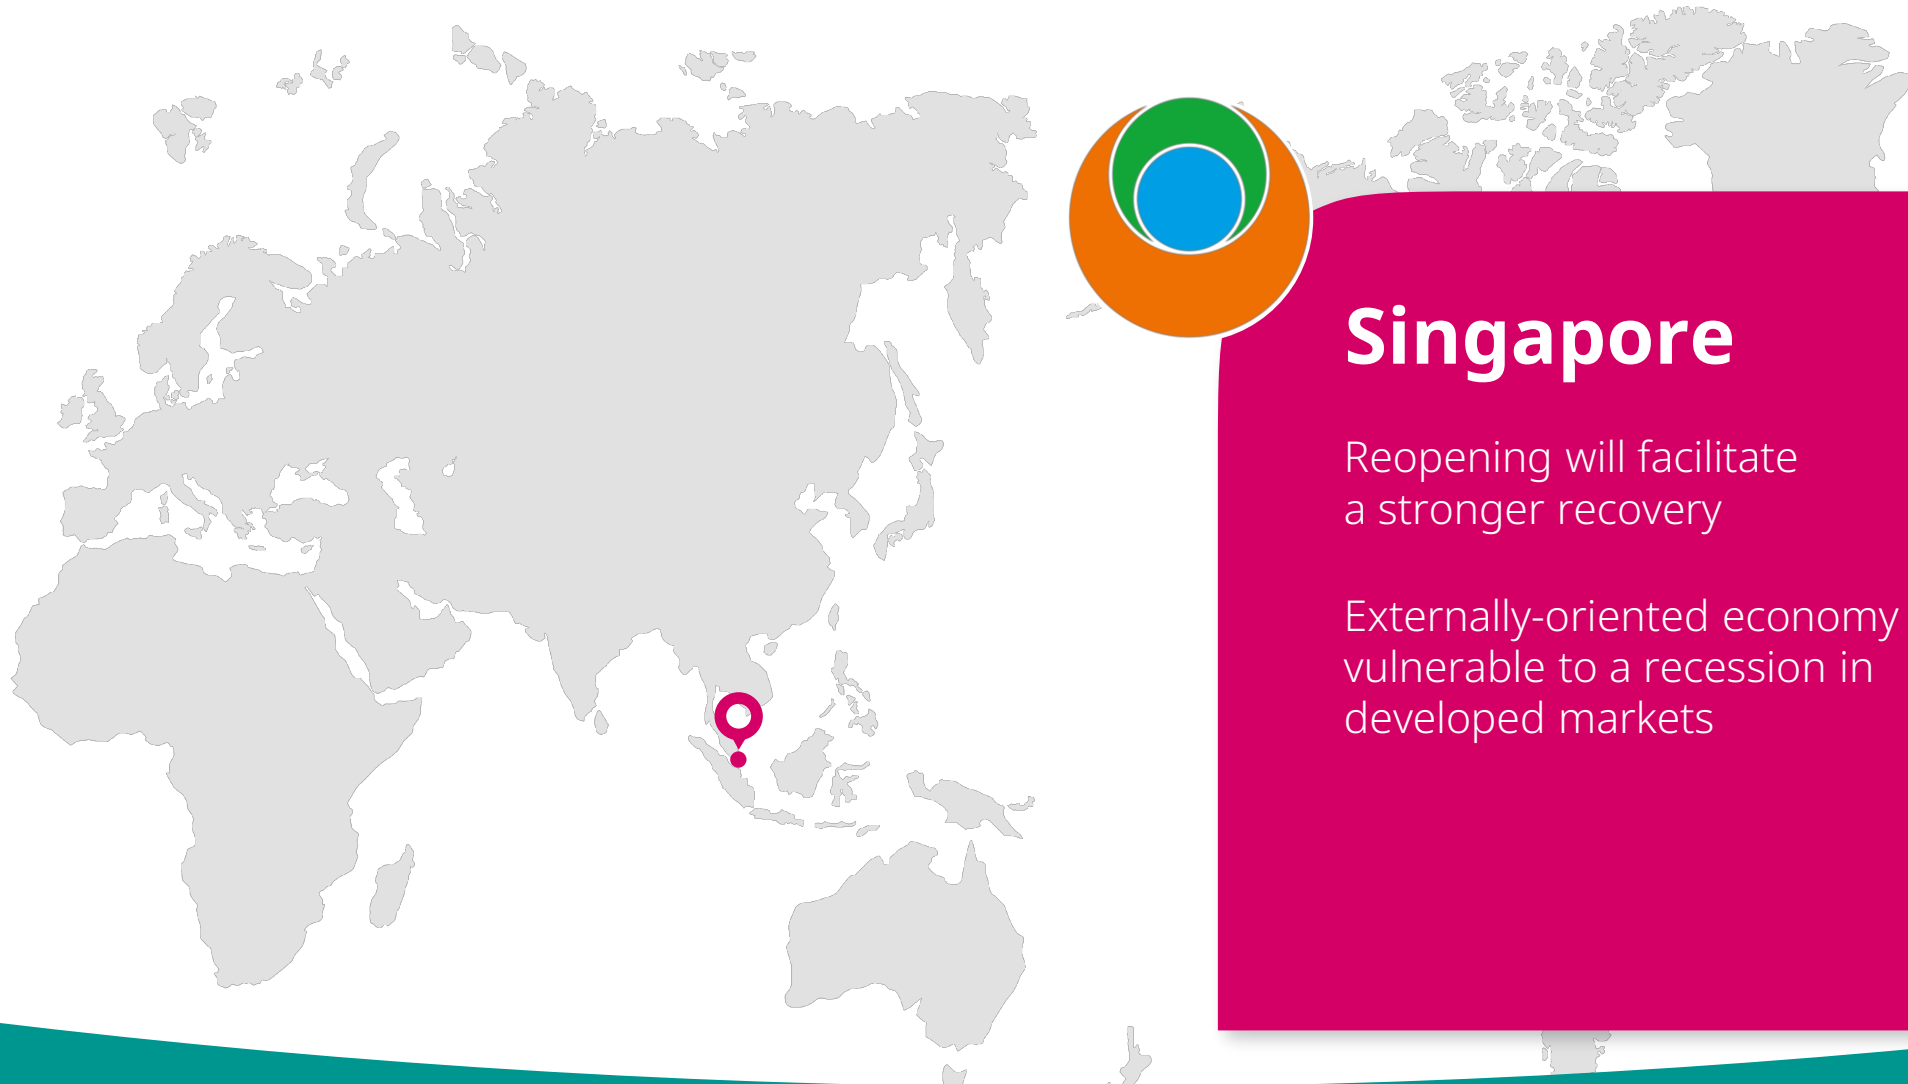 Singapore
Reopening will facilitate
a stronger recovery
Externally-oriented economy
vulnerable to a recession in
developed markets